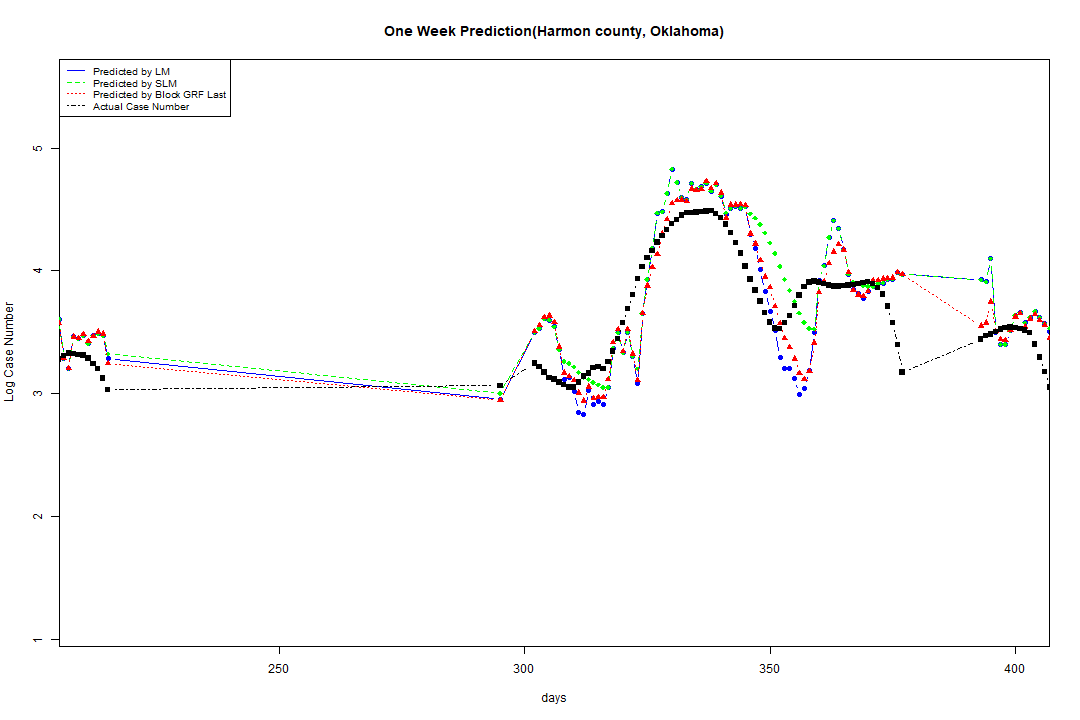 One Week Prediction(Harmon county, Oklahoma)
Predicted by LM
Predicted by SLM
Predicted by Block GRF Last
Actual Case Number
5
4
3
2
1
Log Case Number
250
300
350
400
days